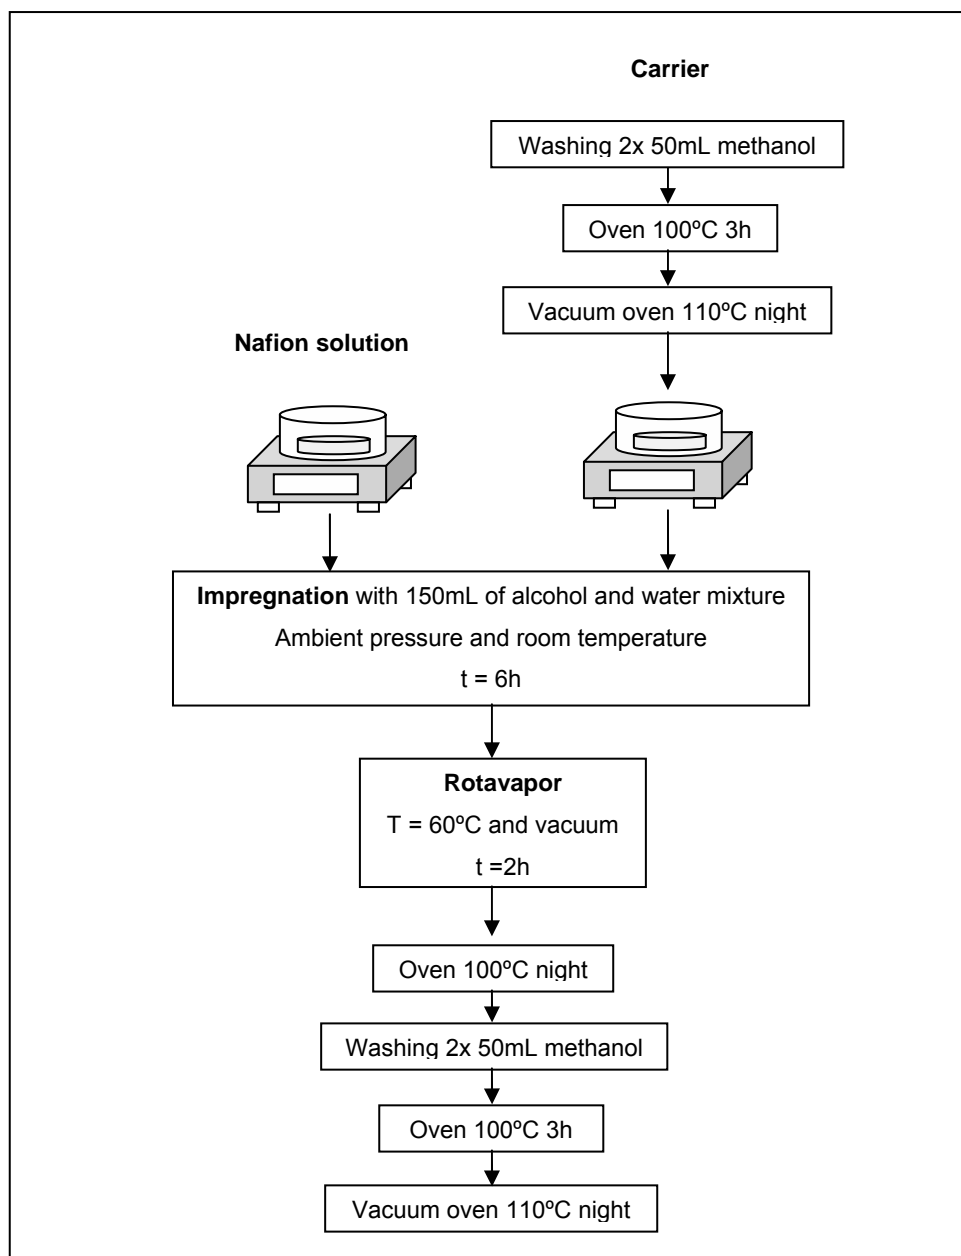 Carrier
Washing 2x 50mL methanol
Oven 100ºC 3h
Vacuum oven 110ºC night
Nafion solution
Impregnation with 150mL of alcohol and water mixture
Ambient pressure and room temperature
t = 6h
Rotavapor
T = 60ºC and vacuum
t =2h
Oven 100ºC night
Washing 2x 50mL methanol
Oven 100ºC 3h
Vacuum oven 110ºC night